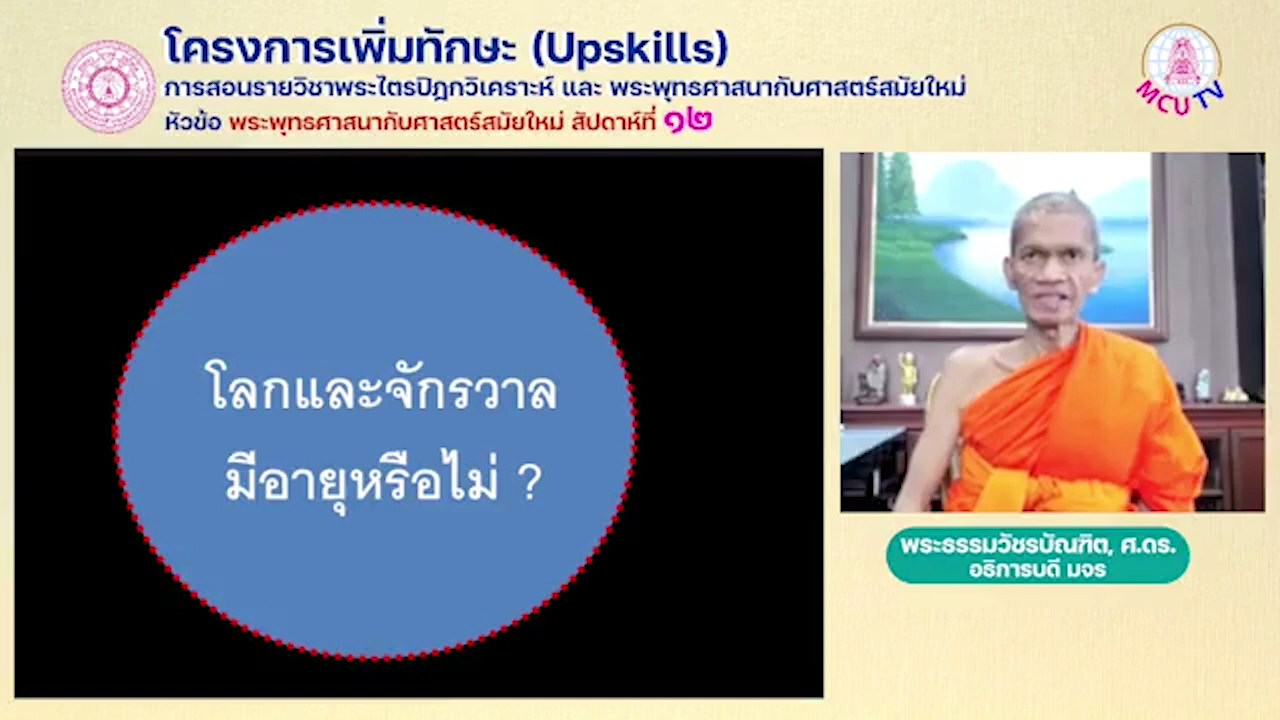 โครงการเพิ่มทักษะ (Upskills)
การสอนรายวิชาพระไตรปิฎกวิเคราะห์ และ พระพุทธศาสนากับศาสตร์สมัยใหม่
หัวข้อ พระพุทธศาสนากับศาสตร์สมัยใหม่ สัปดาห์ที่ ๑๒
MCU TV
โลกและจักรวาล
มีอายุหรือไม่ ?
พระธรรมวัชรบัณฑิต, ศ.ดร.
อธิการบดี มจร